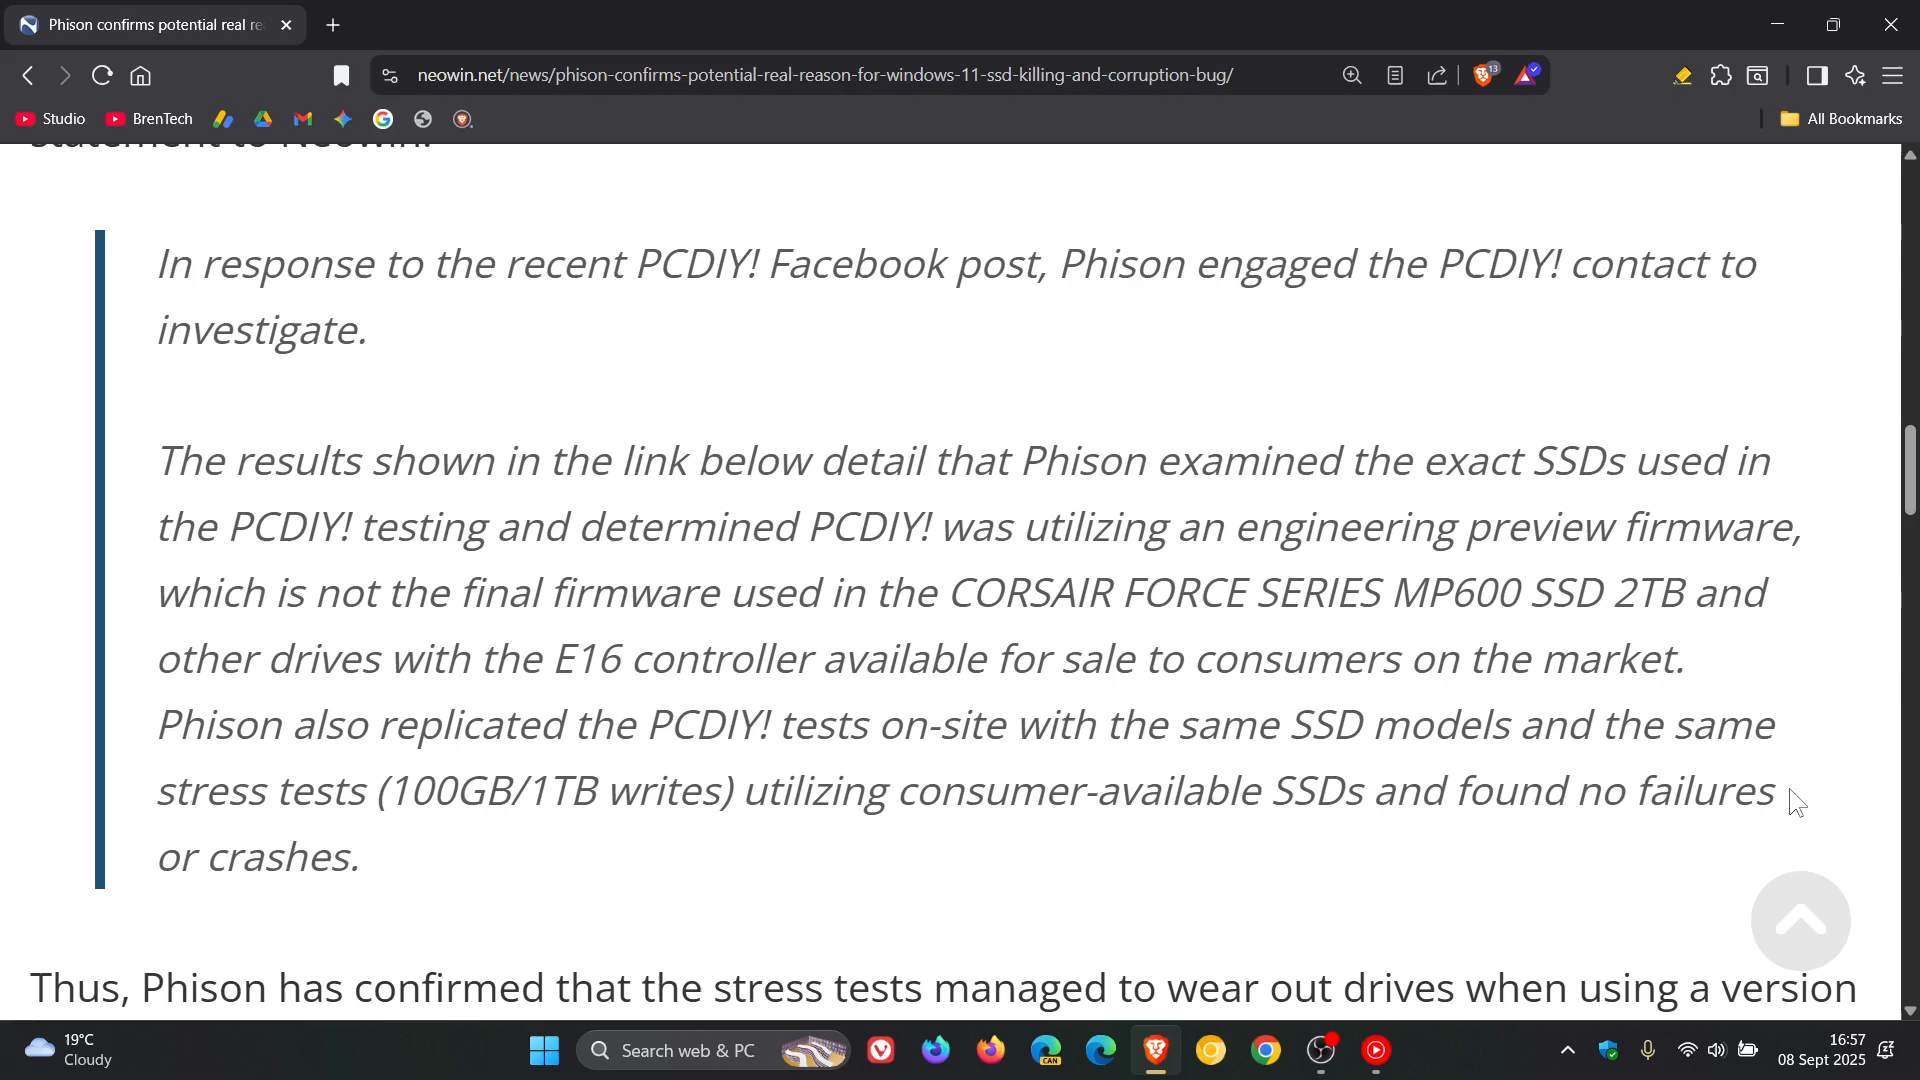 Phison confirms potential real re
neowin.net/news/phison-confirms-potential-real-reason-for-windows-11-ssd-killing-and-corruption-bug/
13
Studio
BrenTech
All Bookmarks
statement to Neowin:
In response to the recent PCDIY! Facebook post, Phison engaged the PCDIY! contact to
investigate.
The results shown in the link below detail that Phison examined the exact SSDs used in
the PCDIY! testing and determined PCDIY! was utilizing an engineering preview firmware,
which is not the final firmware used in the CORSAIR FORCE SERIES MP600 SSD 2TB and
other drives with the E16 controller available for sale to consumers on the market.
Phison also replicated the PCDIY! tests on-site with the same SSD models and the same
stress tests (100GB/1TB writes) utilizing consumer-available SSDs and found no failures
or crashes.
Thus, Phison has confirmed that the stress tests managed to wear out drives when using a version
19°C
Cloudy
Search web & PC
CAN
16:57
08 Sept 2025